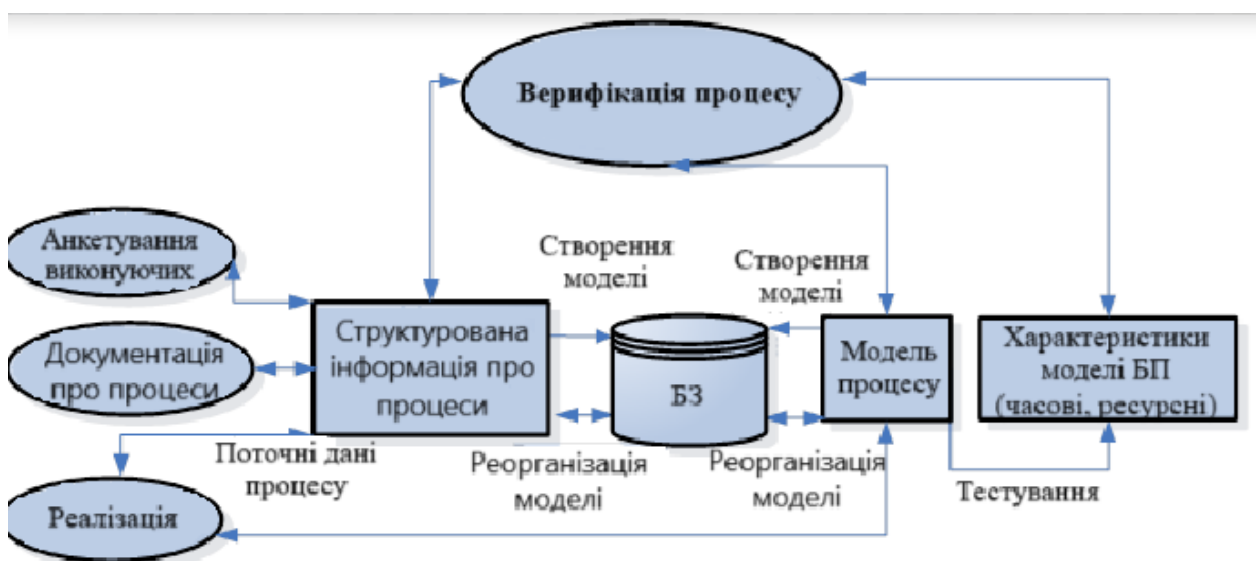 Верифікація процесу
Анкетування
виконуючих
Створення
моделі
Створення
моделі
Документація
про процеси
Структурована
інформація про
процеси
БЗ
Модель
процесу
Характеристики
моделі БП
(часові, ресурсні)
Поточні дані
процесу
Реорганізація
моделі
Реорганізація
моделі
Тестування
Реалізація